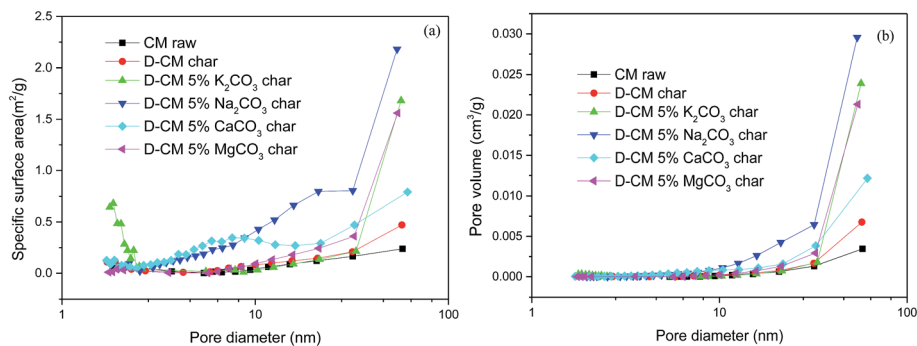 (a)
CM raw
D-CM char
D-CM 5% K₂CO₃ char
D-CM 5% Na₂CO₃ char
D-CM 5% CaCO₃ char
D-CM 5% MgCO₃ char
Specific surface area(m²/g)
2.5
2.0
1.5
1.0
0.5
0.0
1 10 100
Pore diameter (nm)
(b)
CM raw
D-CM char
D-CM 5% K₂CO₃ char
D-CM 5% Na₂CO₃ char
D-CM 5% CaCO₃ char
D-CM 5% MgCO₃ char
Pore volume (cm³/g)
0.030
0.025
0.020
0.015
0.010
0.005
0.000
1 10 100
Pore diameter (nm)